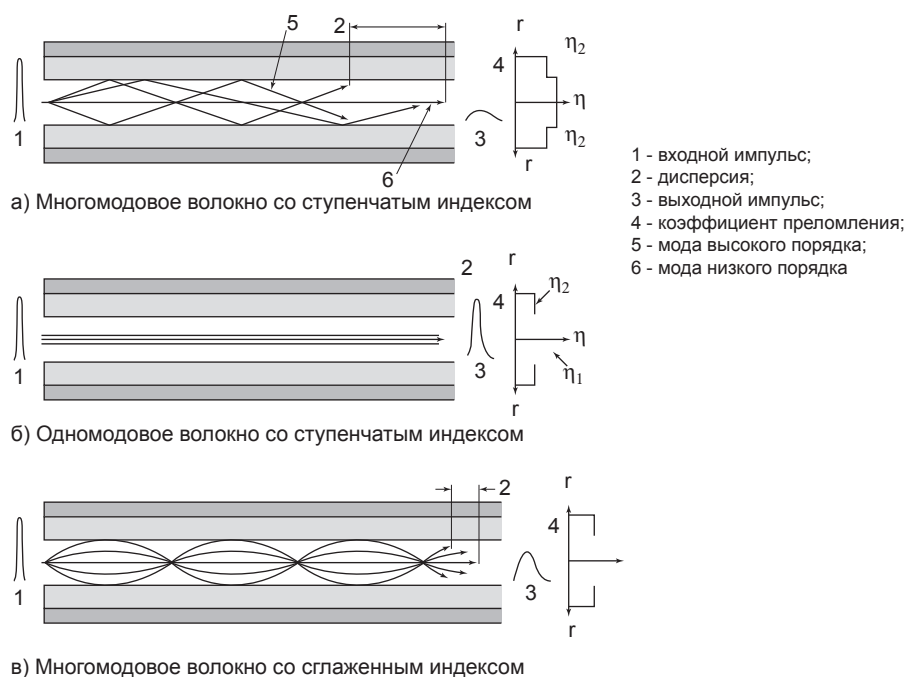 5
2
r
η2
4
η
η2
r
1
3
6
а) Многомодовое волокно со ступенчатым индексом
1 - входной импульс;
2 - дисперсия;
3 - выходной импульс;
4 - коэффициент преломления;
5 - мода высокого порядка;
6 - мода низкого порядка
2
r
η2
4
η
η1
r
1
3
б) Одномодовое волокно со ступенчатым индексом
2
r
4
1
3
r
в) Многомодовое волокно со сглаженным индексом